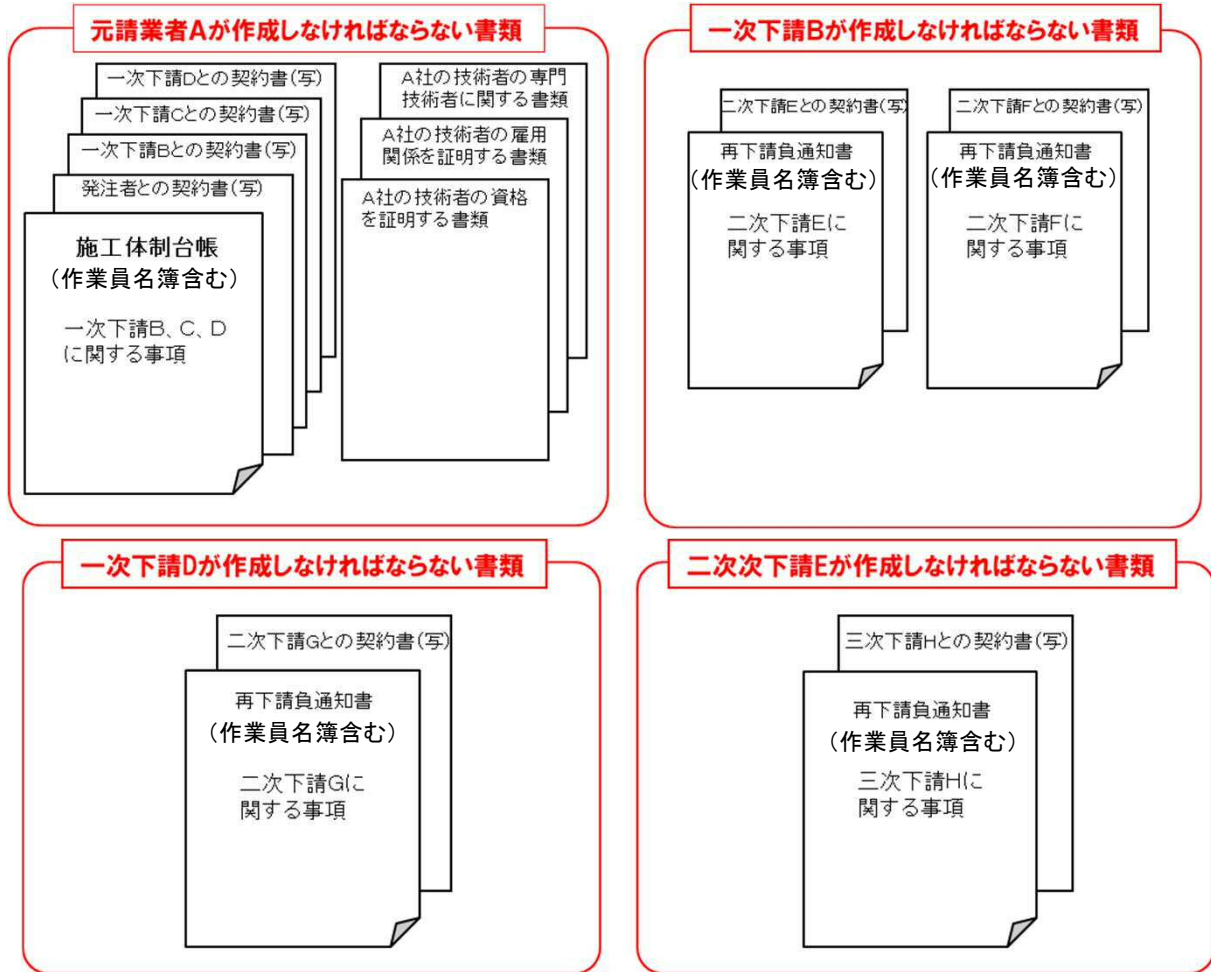 元請業者Aが作成しなければならない書類
一次下請Dとの契約書(写)
一次下請Cとの契約書(写)
一次下請Bとの契約書(写)
発注者との契約書(写)
施工体制台帳
(作業員名簿含む)
一次下請B、C、D
に関する事項
A社の技術者の専門
技術者に関する書類
A社の技術者の雇用
関係を証明する書類
A社の技術者の資格
を証明する書類
一次下請Bが作成しなければならない書類
二次下請Eとの契約書(写)
再下請負通知書
(作業員名簿含む)
二次下請Eに
関する事項
二次下請Fとの契約書(写)
再下請負通知書
(作業員名簿含む)
二次下請Fに
関する事項
一次下請Dが作成しなければならない書類
二次下請Gとの契約書(写)
再下請負通知書
(作業員名簿含む)
二次下請Gに
関する事項
二次次下請Eが作成しなければならない書類
三次下請Hとの契約書(写)
再下請負通知書
(作業員名簿含む)
三次下請Hに
関する事項